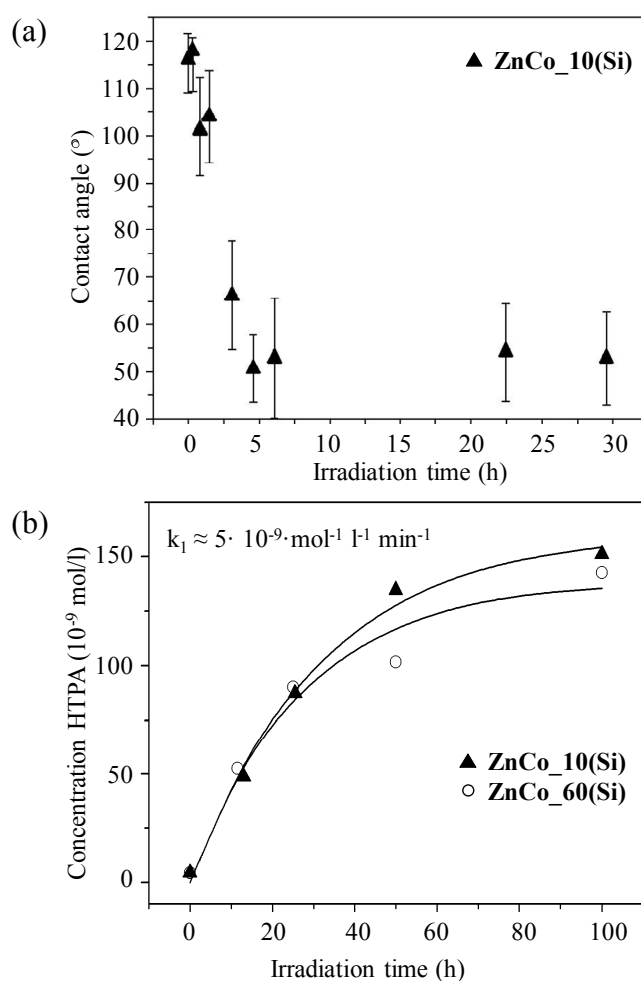 (a)
120
110
100
90
80
70
60
50
40
Contact angle (°)
▲ ZnCo_10(Si)
0 5 10 15 20 25 30
Irradiation time (h)
(b)
k₁ ≈ 5· 10⁻⁹·mol⁻¹ l⁻¹ min⁻¹
150
100
50
0
Concentration HTPA (10⁻⁹ mol/l)
▲ ZnCo_10(Si)
○ ZnCo_60(Si)
0 20 40 60 80 100
Irradiation time (h)